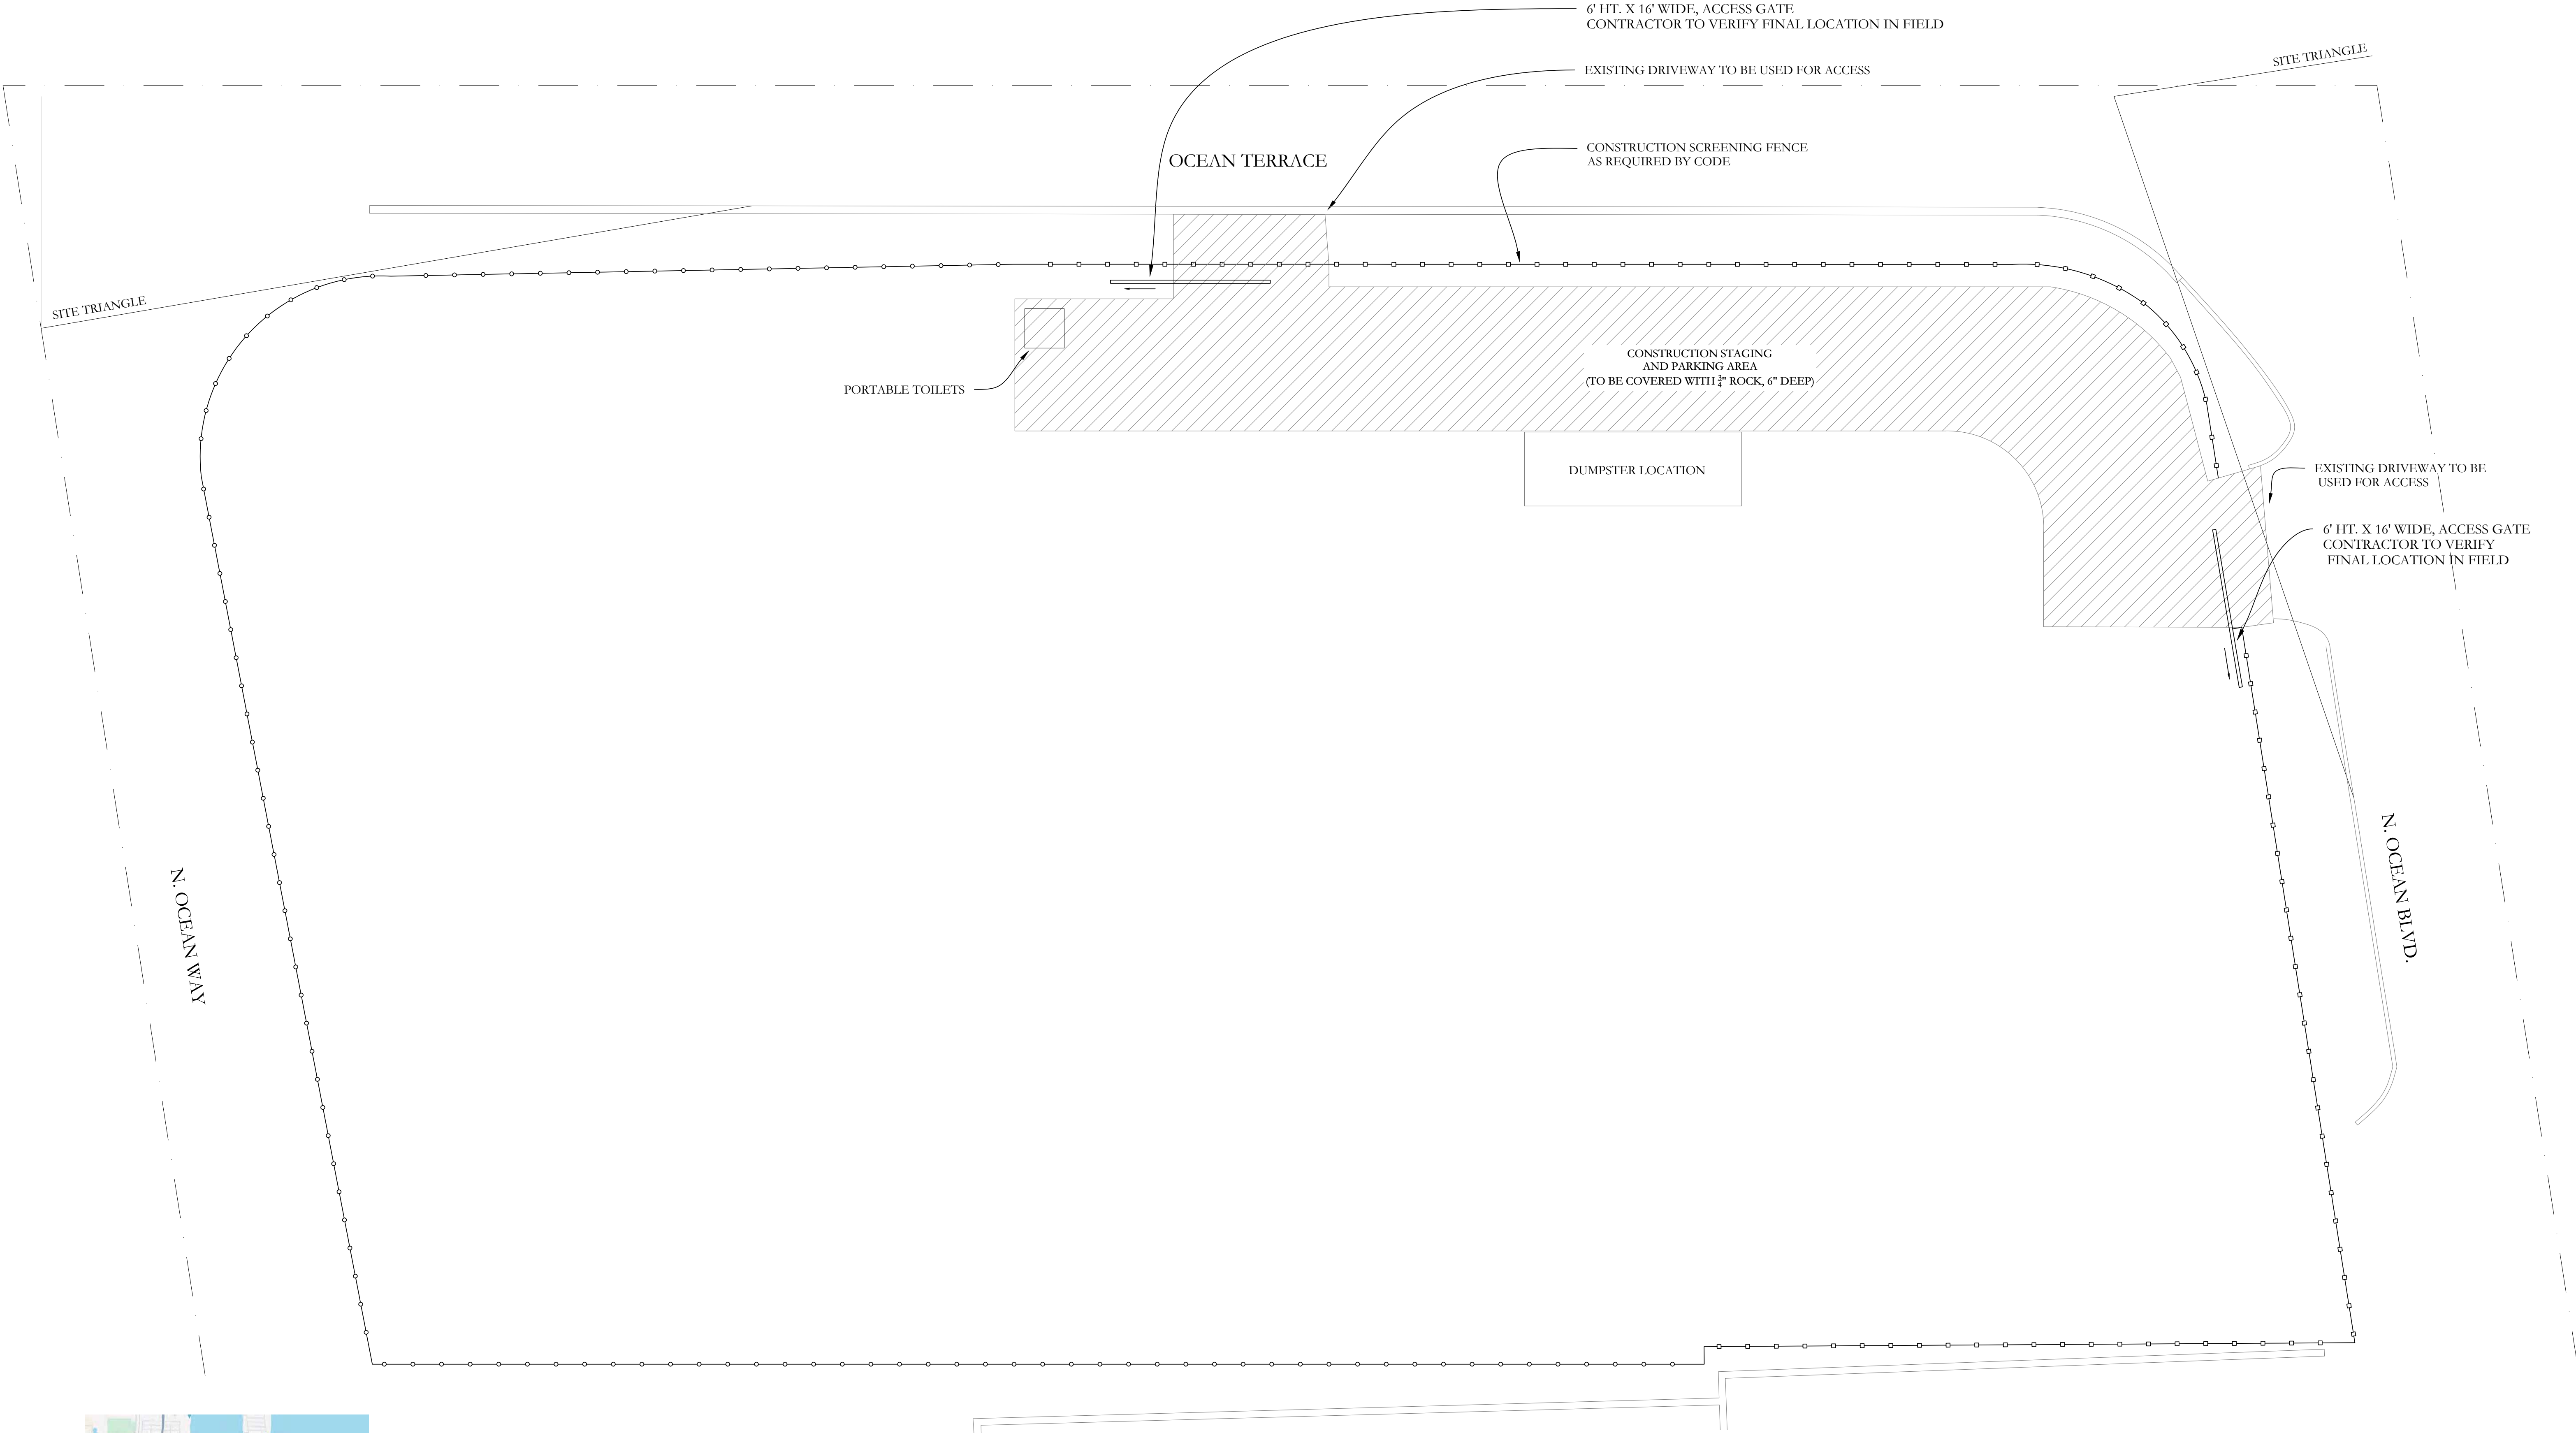 6' HT. X 16' WIDE, ACCESS GATE
CONTRACTOR TO VERIFY FINAL LOCATION IN FIELD
SITE TRIANGLE
EXISTING DRIVEWAY TO BE USED FOR ACCESS
CONSTRUCTION SCREENING FENCE
AS REQUIRED BY CODE
OCEAN TERRACE
SITE TRIANGLE
CONSTRUCTION STAGING
AND PARKING AREA
(TO BE COVERED WITH 3/4" ROCK, 6" DEEP)
PORTABLE TOILETS
DUMPSTER LOCATION
EXISTING DRIVEWAY TO BE
USED FOR ACCESS
6' HT. X 16' WIDE, ACCESS GATE
CONTRACTOR TO VERIFY
FINAL LOCATION IN FIELD
N. OCEAN WAY
N. OCEAN BLVD.